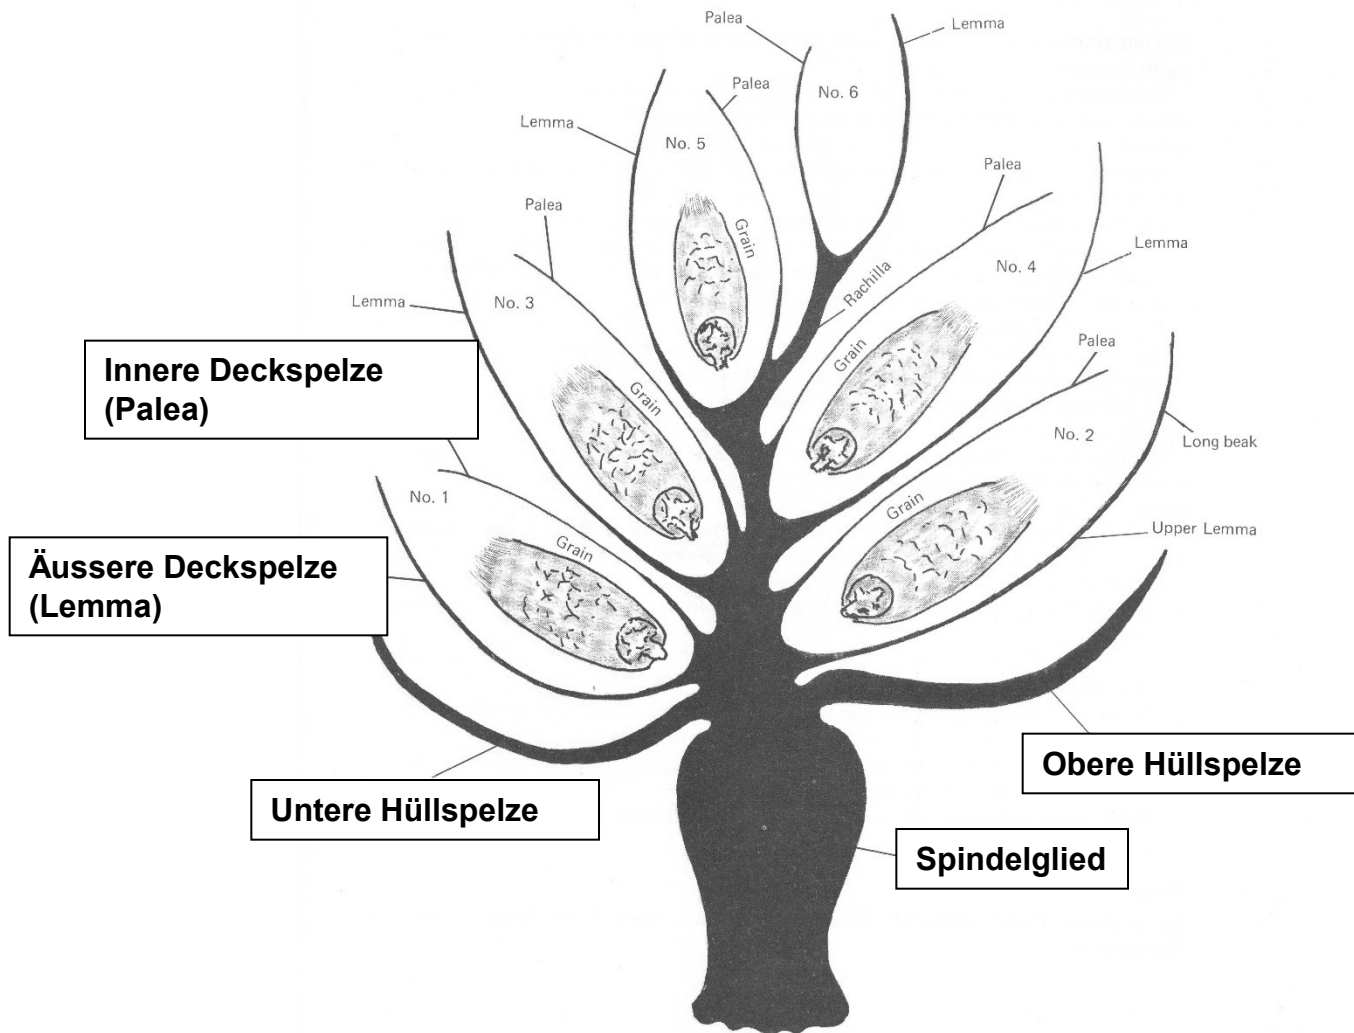 Palea
Lemma
No. 6
Palea
Lemma
No. 5
Grain
Palea
Palea
Lemma
No. 4
Rachilla
Grain
Lemma
No. 3
Grain
Palea
No. 2
Long beak
Grain
Upper Lemma
Innere Deckspelze
(Palea)
No. 1
Grain
Äussere Deckspelze
(Lemma)
Untere Hüllspelze
Obere Hüllspelze
Spindelglied